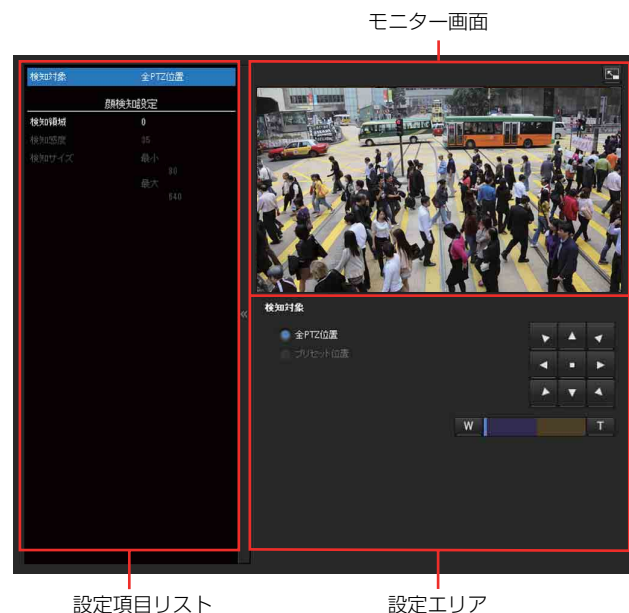 モニター画面
検知対象 全PTZ位置
顔検知設定
検知領域 0
検知感度 35
検知サイズ 最小
90
最大
640
«
検知対象
全PTZ位置
プリセット位置
W T
設定項目リスト 設定エリア